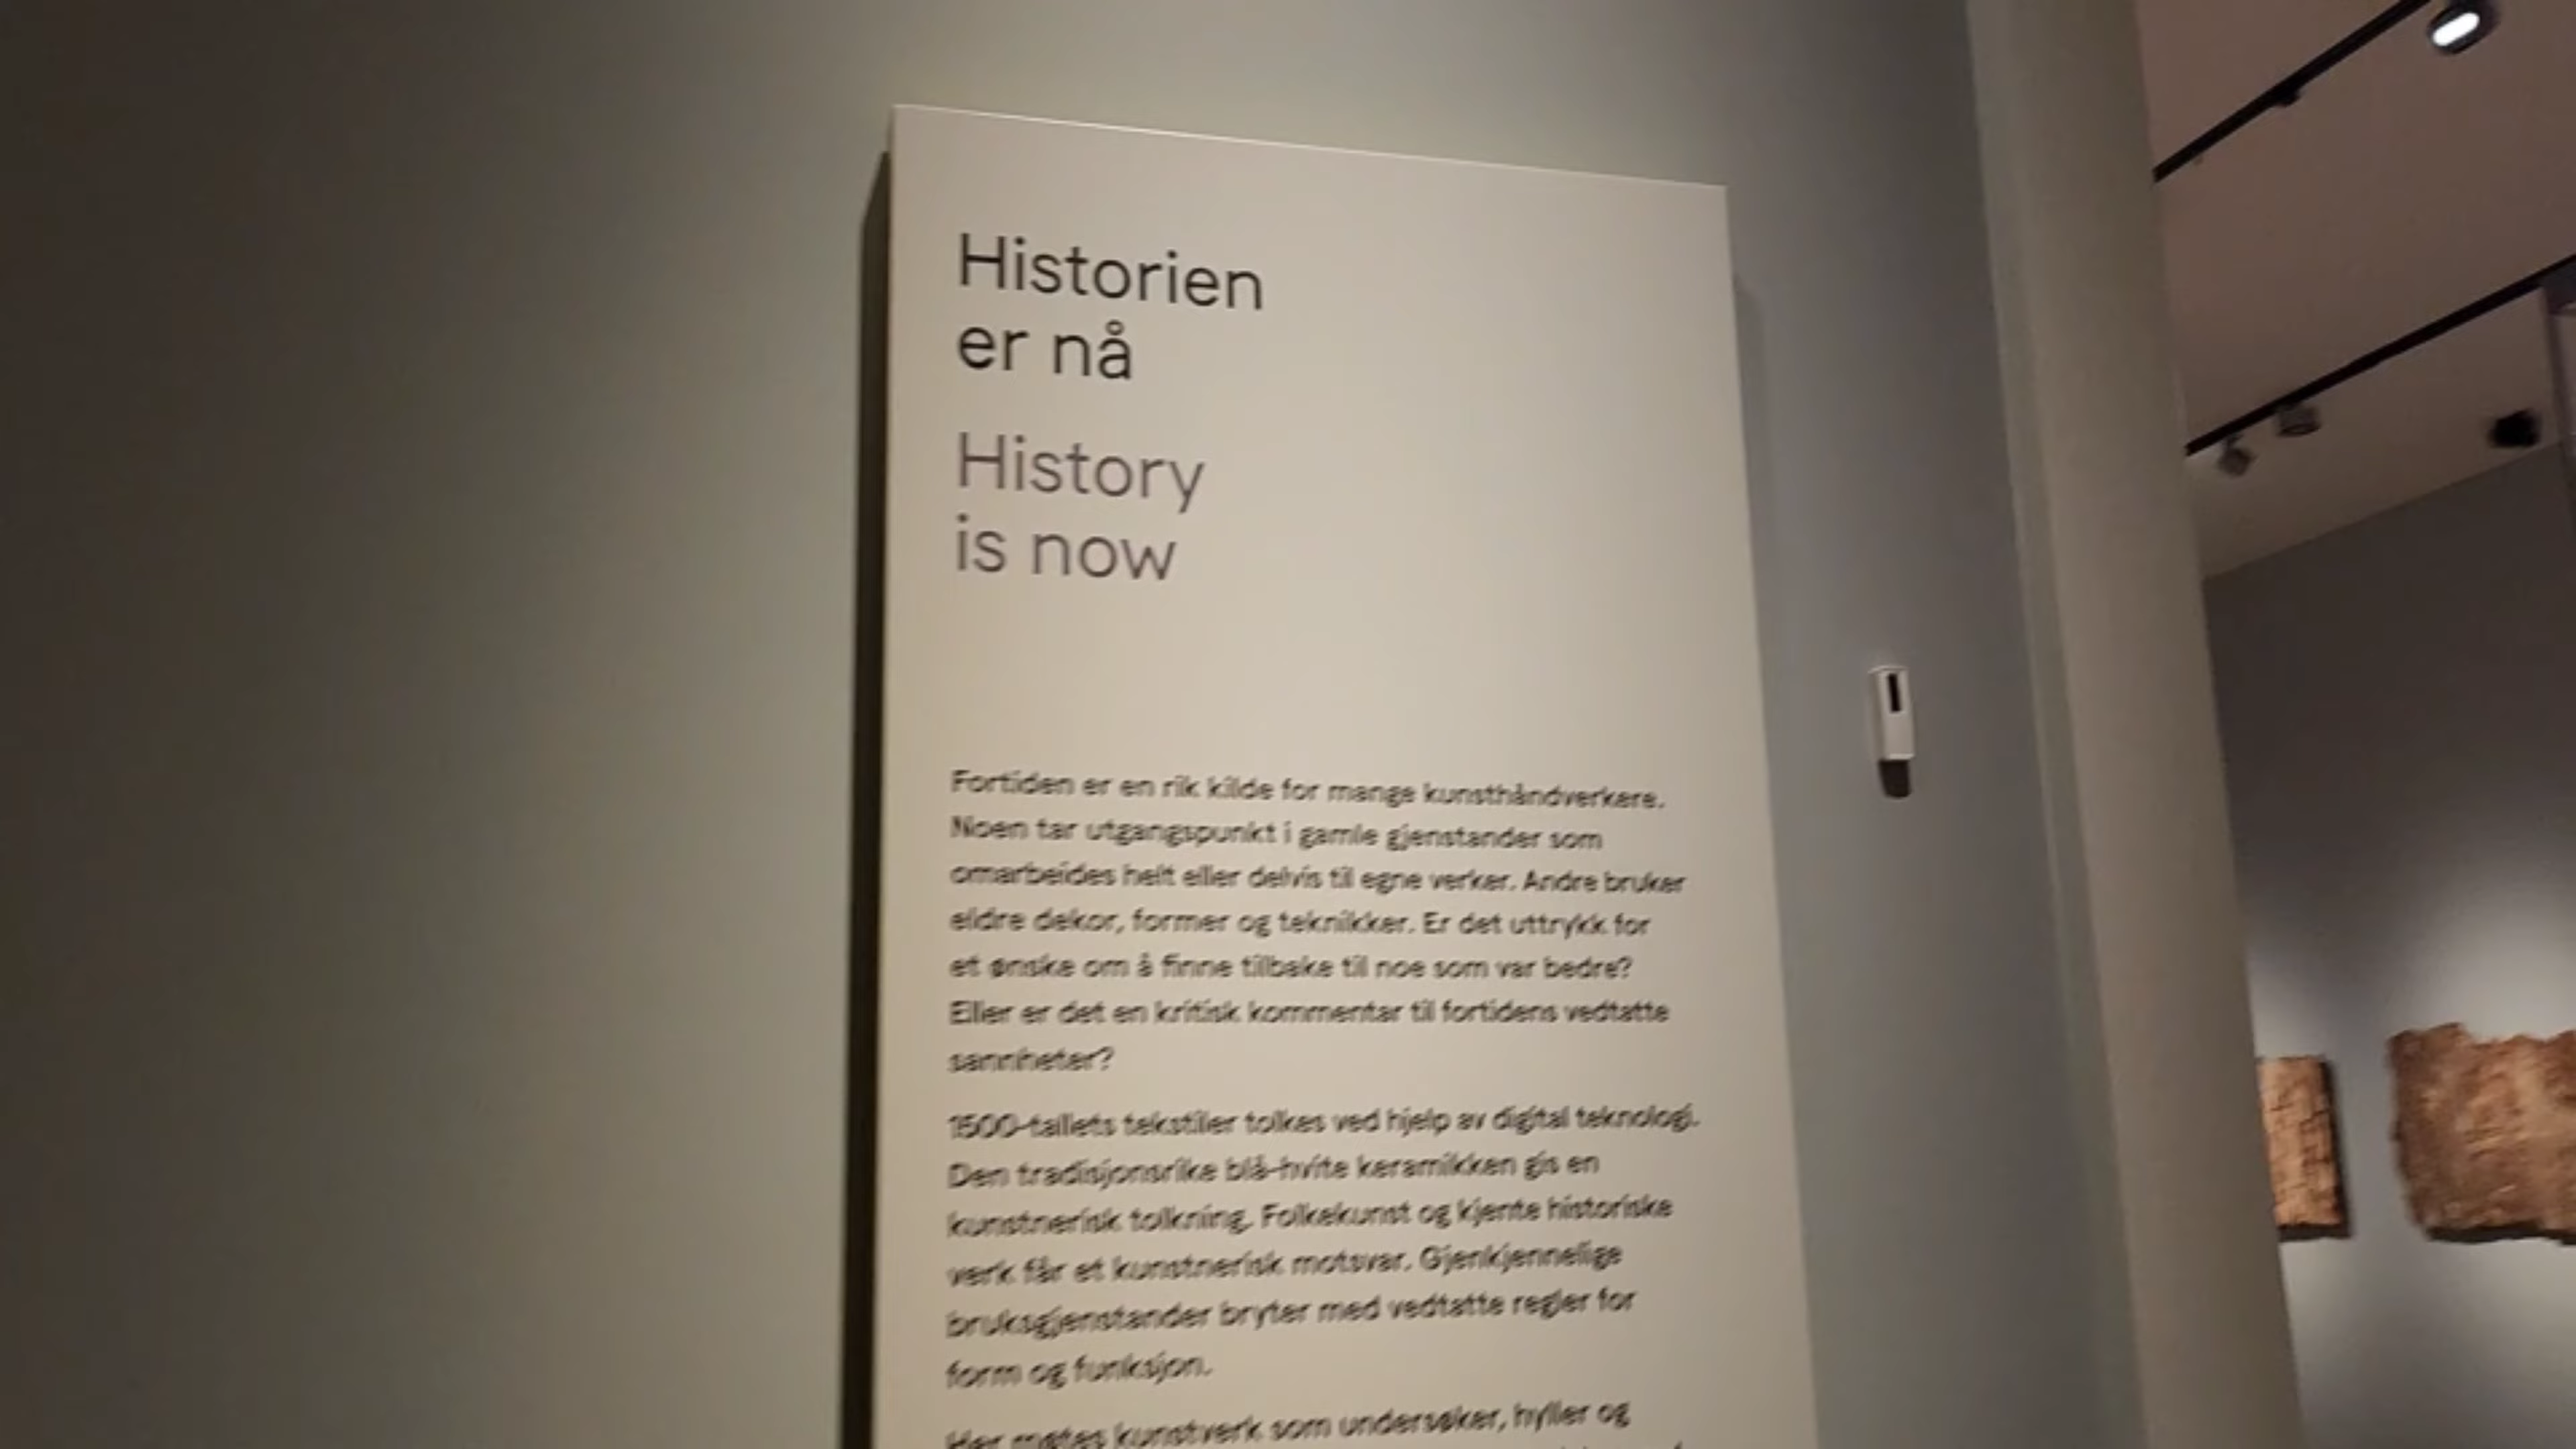 Historien
er nå
History
is now
Fortiden er en rik kilde for mange kunsthåndverkere.
Noen tar utgangspunkt i gamle gjenstander som
omarbeides helt eller delvis til egne verker. Andre bruker
eldre dekor, former og teknikker. Er det uttrykk for
et ønske om å finne tilbake til noe som var bedre?
Eller er det en kritisk kommentar til fortidens vedtatte
sannheter?
1500-tallets tekstiler tolkes ved hjelp av digital teknologi.
Den tradisjonsrike blå-hvite keramikken gis en
kunstnerisk tolkning. Folkekunst og kjente historiske
verk får et kunstnerisk motsvar. Gjenkjennelige
bruksgjenstander bryter med vedtatte regler for
form og funksjon.
Her møtes kunstverk som undersøker, hyller og